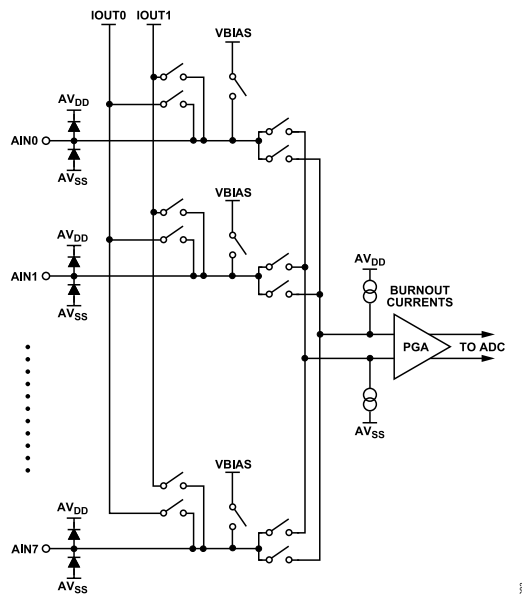 IOUT0 IOUT1
VBIAS
AVDD
AIN0
AVSS
VBIAS
AVDD
AIN1
AVSS
AVDD
BURNOUT
CURRENTS
PGA
TO ADC
AVSS
VBIAS
AVDD
AIN7
AVSS